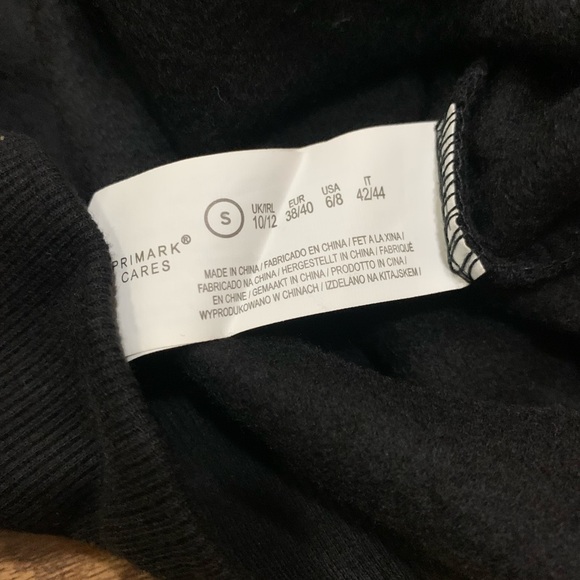 PRIMARK®
CARES
S
UK/IRL EUR USA IT
10/12 38/40 6/8 42/44
MADE IN CHINA / FABRICADO EN CHINA / FET A LA XINA /
FABRICADO NA CHINA / HERGESTELLT IN CHINA / FABRIQUÉ
EN CHINE / GEMAAKT IN CHINA / PRODOTTO IN CINA /
WYPRODUKOWANO W CHINACH / IZDELANO NA KITAJSKEM /